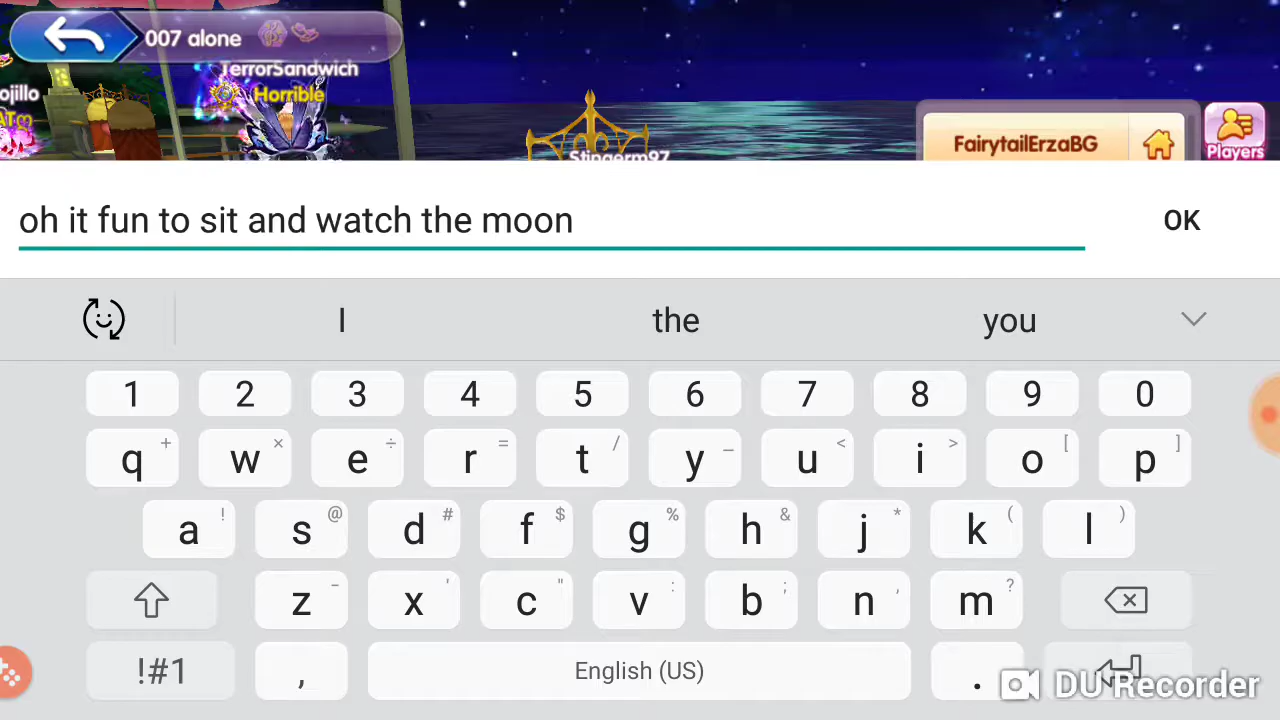 007 alone
TerrorSandwich
ojillo
Horrible
FairytailErzaBG
Players
Stingerm97
oh it fun to sit and watch the moon
OK
I the you
1 2 3 4 5 6 7 8 9 0
q + w × e ÷ r = t / y _ u < i > o [ p ]
a ! s @ d # f $ g % h & j * k ( l )
z - x ' c " v : b ; n , m ?
!#1 , English (US) .
DU Recorder